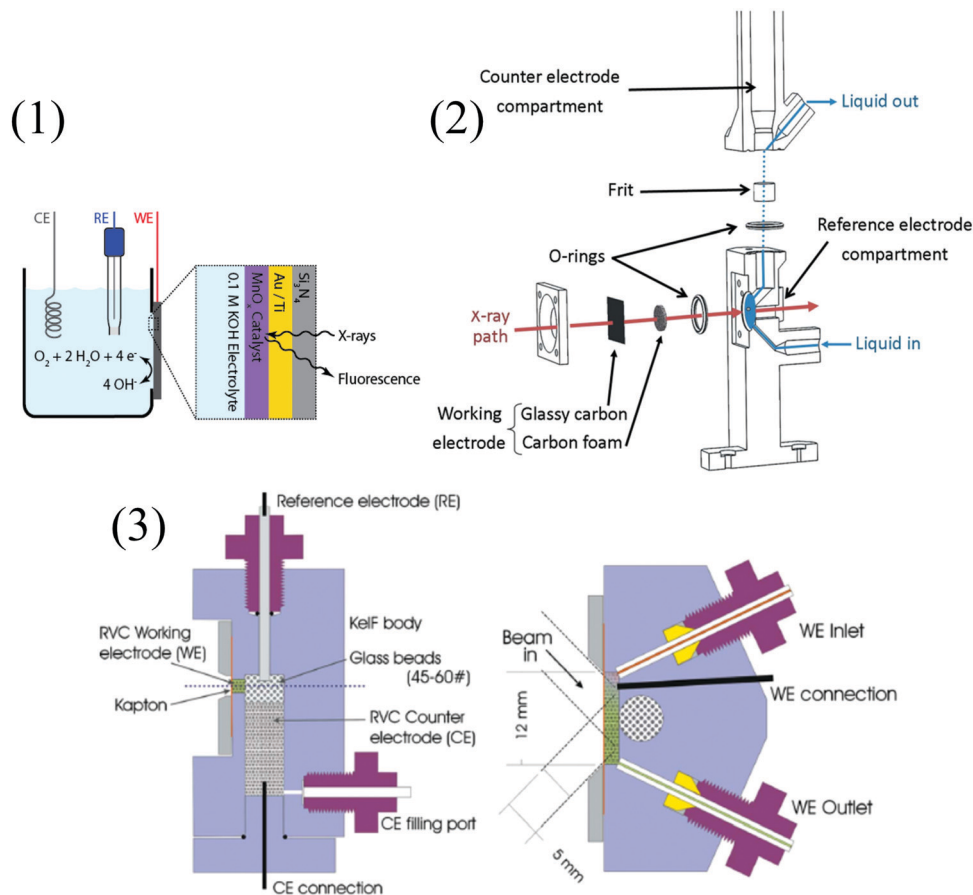 (1)
CE
RE
WE
O₂ + 2 H₂O + 4 e⁻
4 OH⁻
0.1 M KOH Electrolyte
MnOₓ Catalyst
Au / Ti
Si₃N₄
X-rays
Fluorescence
(2)
Counter electrode
compartment
Liquid out
Frit
Reference electrode
compartment
O-rings
X-ray
path
Liquid in
Working
electrode
Glassy carbon
Carbon foam
(3)
Reference electrode (RE)
KelF body
RVC Working
electrode (WE)
Glass beads
(45-60#)
Kapton
RVC Counter
electrode (CE)
CE filling port
CE connection
Beam
in
WE Inlet
WE connection
12 mm
WE Outlet
5 mm